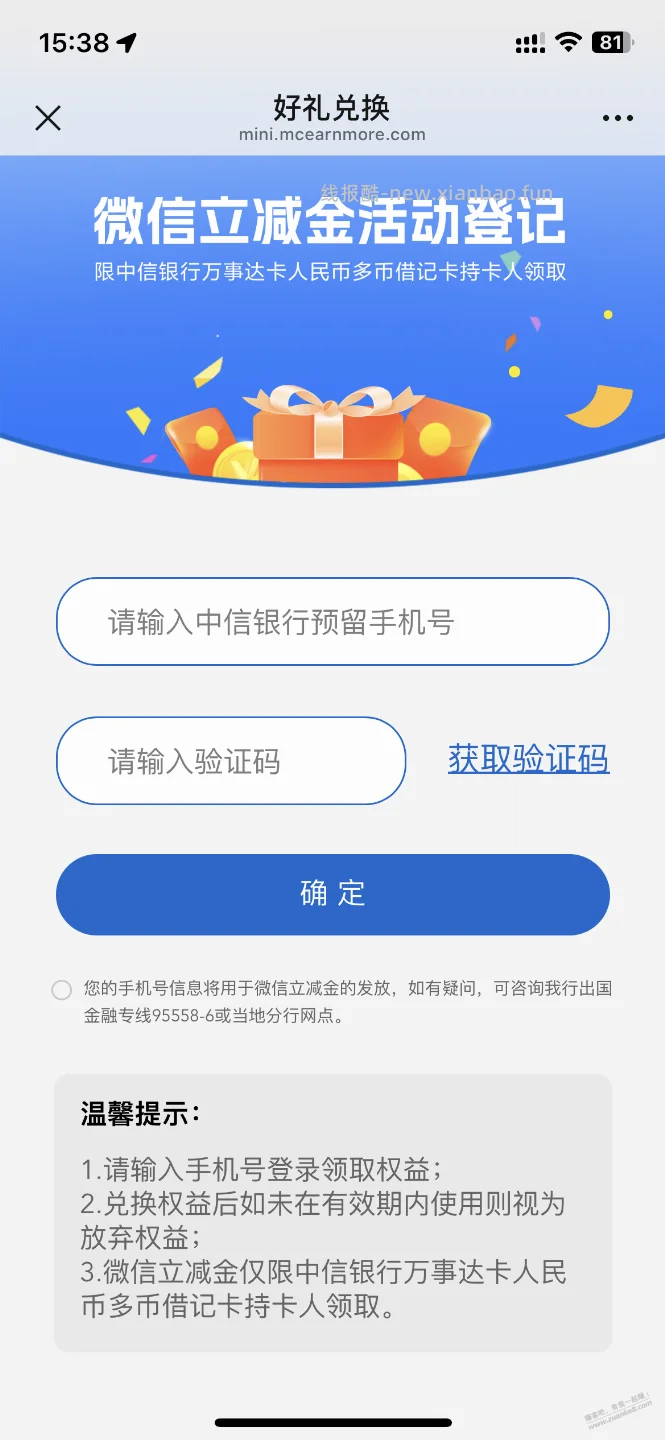 15:38
81
好礼兑换
mini.mcearnmore.com
线报酷-new.xianbao.fun
微信立减金活动登记
限中信银行万事达卡人民币多币借记卡持卡人领取
请输入中信银行预留手机号
请输入验证码
获取验证码
确 定
您的手机号信息将用于微信立减金的发放，如有疑问，可咨询我行出国
金融专线95558-6或当地分行网点。
温馨提示：
1.请输入手机号登录领取权益；
2.兑换权益后如未在有效期内使用则视为
放弃权益；
3.微信立减金仅限中信银行万事达卡人民
币多币借记卡持卡人领取。
www.zuanke8.com